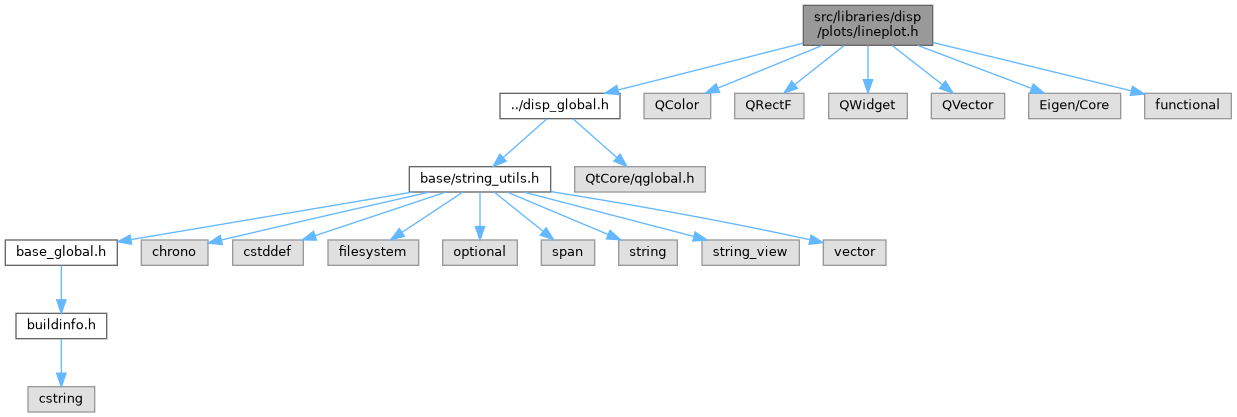 src/libraries/disp
/plots/lineplot.h
../disp_global.h
QColor
QRectF
QWidget
QVector
Eigen/Core
functional
base/string_utils.h
QtCore/qglobal.h
base_global.h
chrono
cstddef
filesystem
optional
span
string
string_view
vector
buildinfo.h
cstring